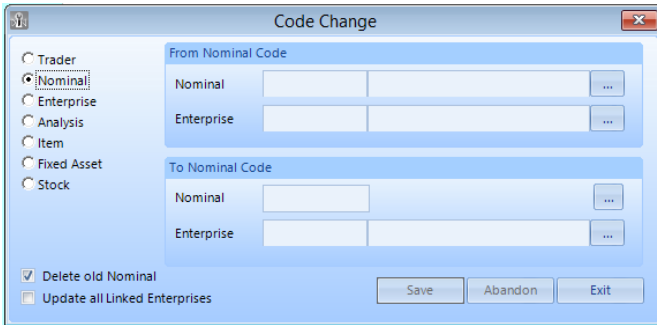 Code Change
Trader
Nominal
Enterprise
Analysis
Item
Fixed Asset
Stock
From Nominal Code
Nominal ...
Enterprise ...
To Nominal Code
Nominal ...
Enterprise ...
Delete old Nominal
Update all Linked Enterprises
Save Abandon Exit